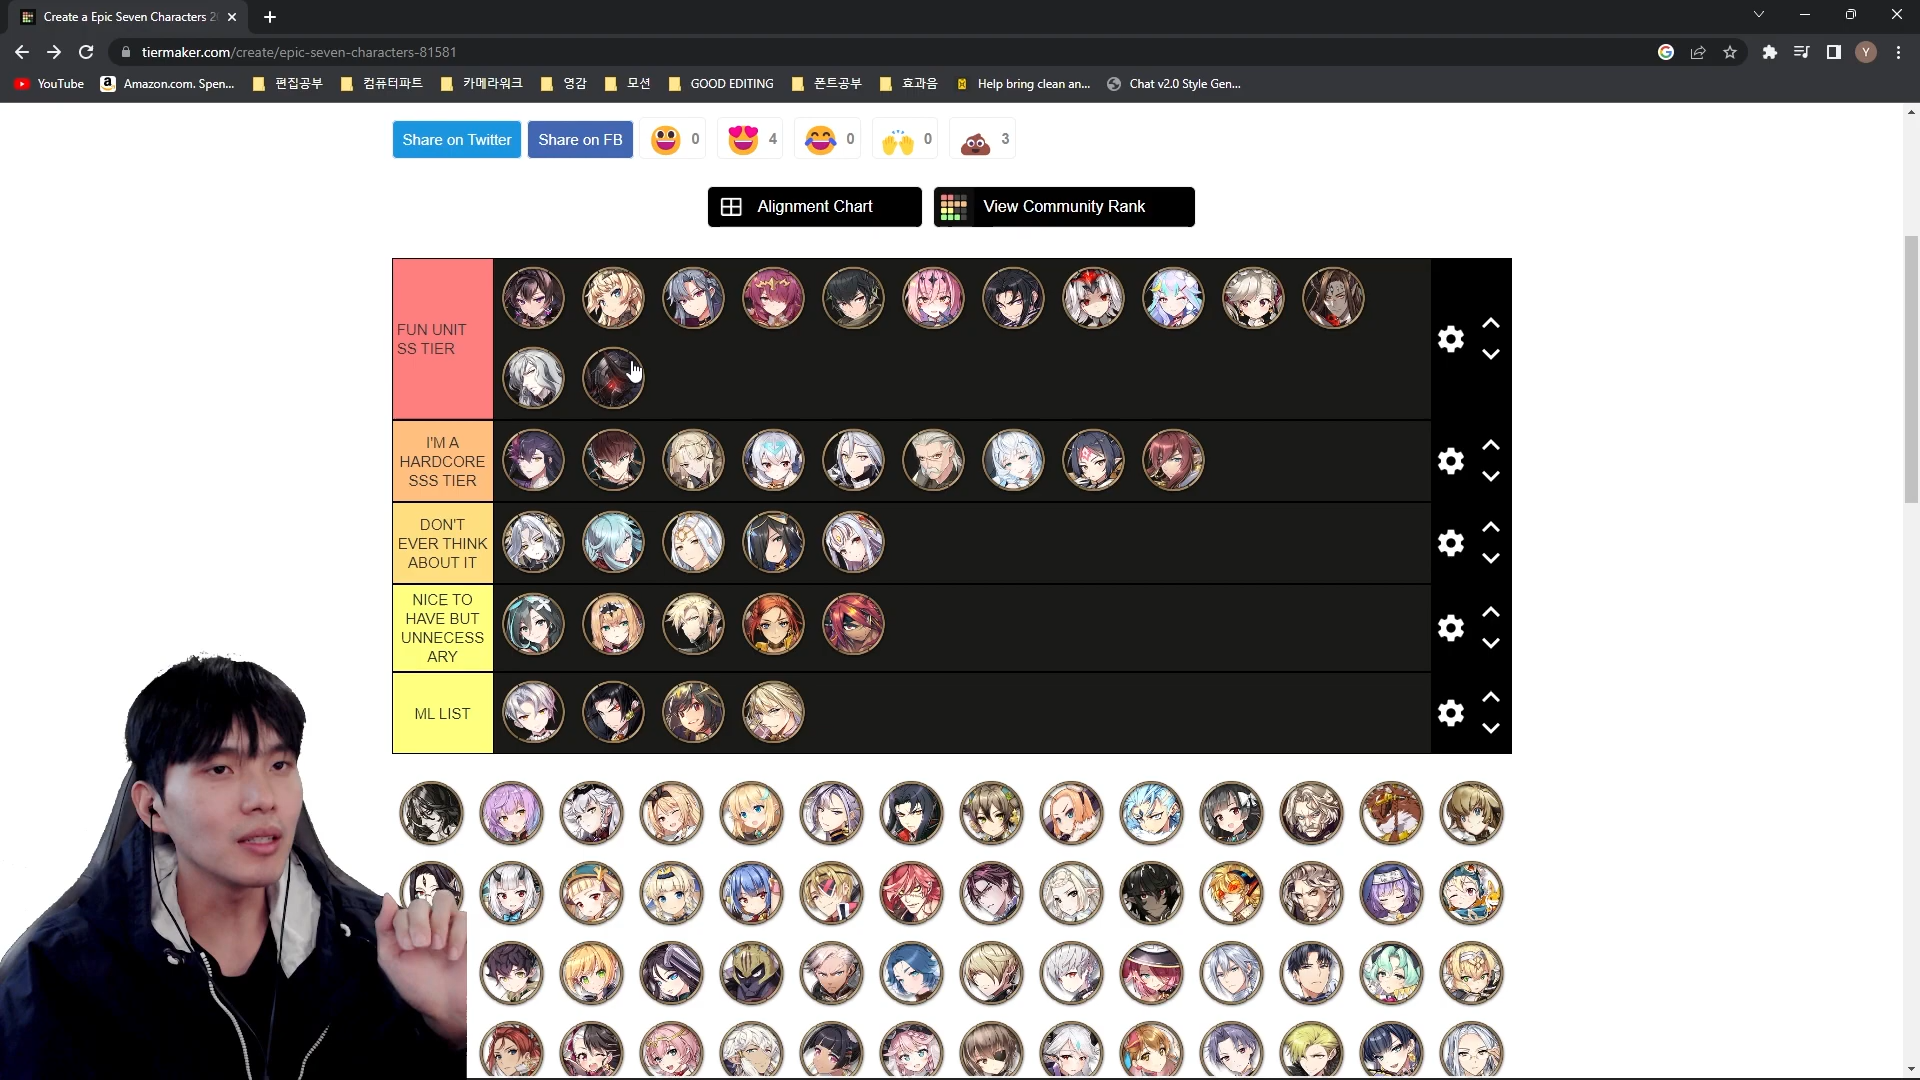 Create a Epic Seven Characters 2
tiermaker.com/create/epic-seven-characters-81581
Y
YouTube
Amazon.com. Spen...
편집공부
컴퓨터파트
카메라워크
영감
모션
GOOD EDITING
폰트공부
효과음
Help bring clean an...
Chat v2.0 Style Gen...
Share on Twitter
Share on FB
0
4
0
0
3
Alignment Chart
View Community Rank
FUN UNIT
SS TIER
I'M A
HARDCORE
SSS TIER
DON'T
EVER THINK
ABOUT IT
NICE TO
HAVE BUT
UNNECESS
ARY
ML LIST